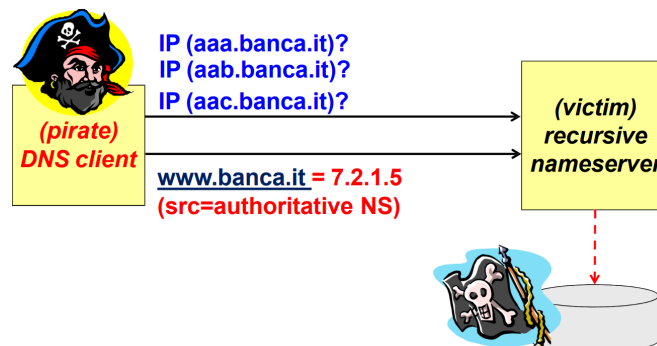 IP (aaa.banca.it)?
IP (aab.banca.it)?
IP (aac.banca.it)?
(pirate)
DNS client
www.banca.it = 7.2.1.5
(src=authoritative NS)
(victim)
recursive
nameserver